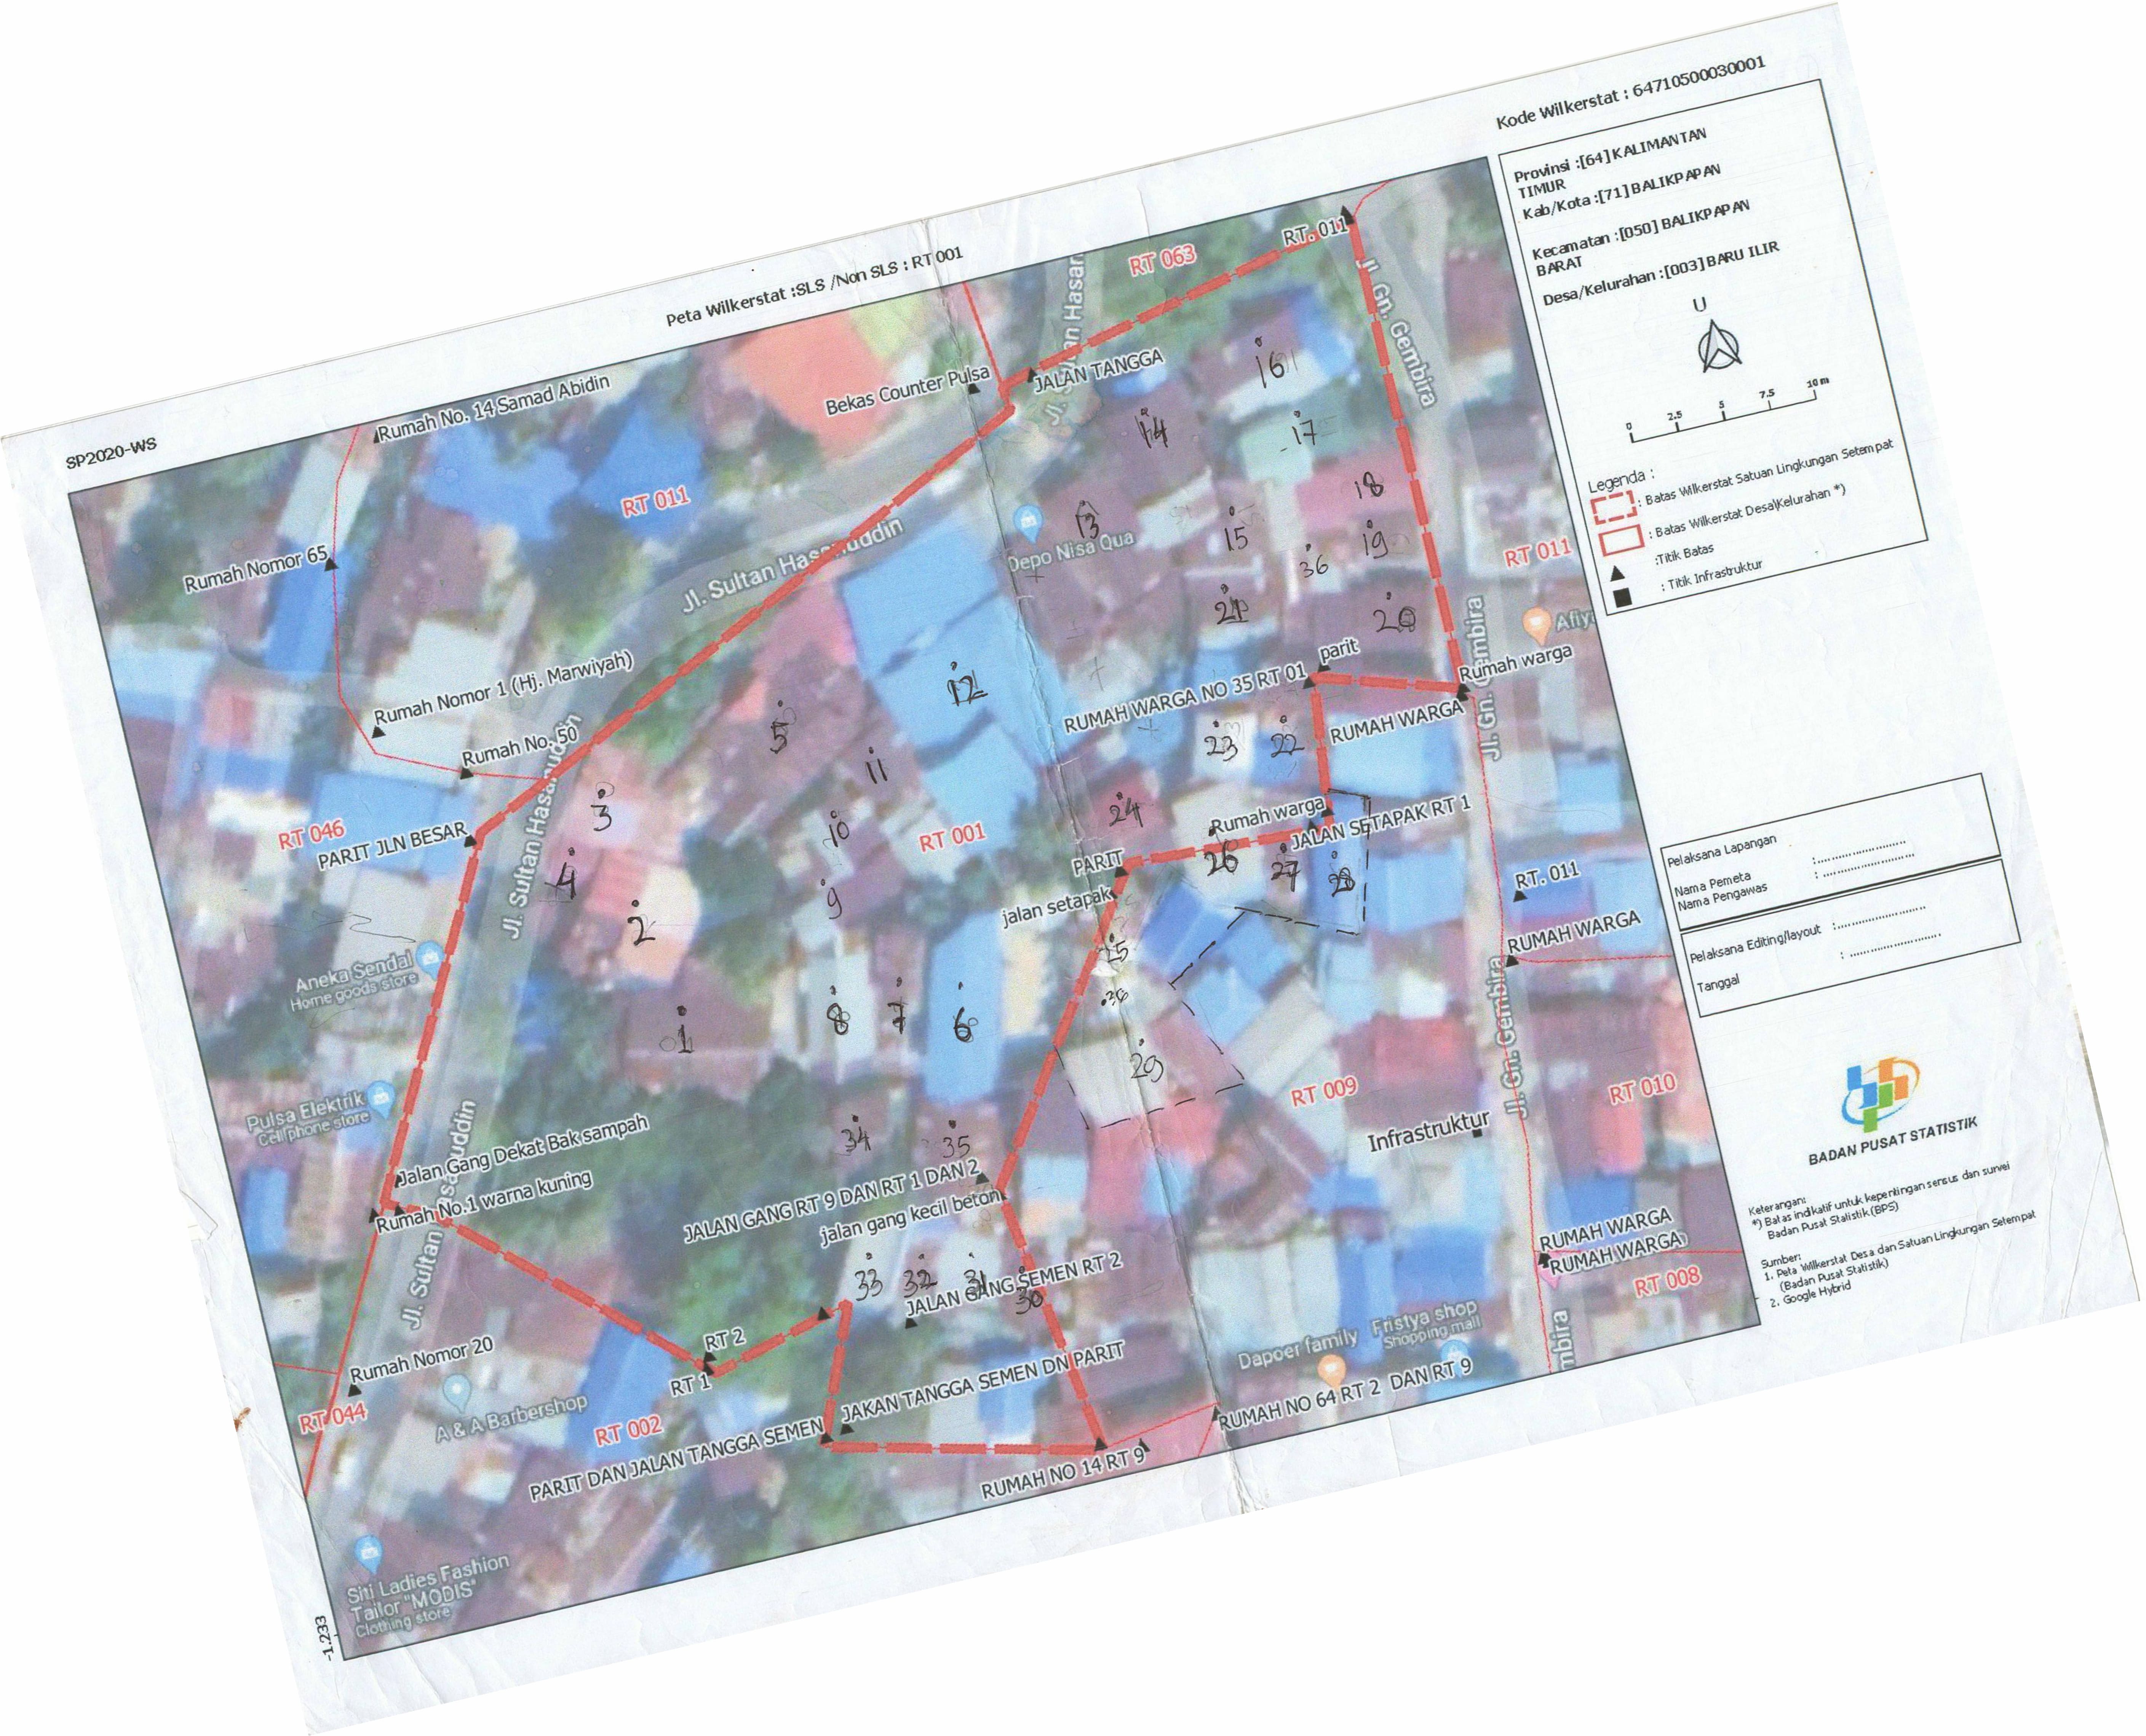 Kode Wilkerstat : 64710500030001
SP2020-WS
Peta Wilkerstat :SLS /Non SLS : RT 001
Provinsi :[64] KALIMANTAN
TIMUR
Kab/Kota :[71] BALIKPAPAN
Kecamatan :[050] BALIKPAPAN
BARAT
Desa/Kelurahan :[003] BARU ILIR
U
0 2.5 5 7.5 10 m
Legenda :
: Batas Wilkerstat Satuan Lingkungan Setempat
: Batas Wilkerstat Desa/Kelurahan *)
:Titik Batas
: Titik Infrastruktur
Pelaksana Lapangan
Nama Pemeta :........................
Nama Pengawas :........................
Pelaksana Editing/layout :........................
Tanggal :........................
BADAN PUSAT STATISTIK
Keterangan:
*) Batas indikatif untuk kepentingan sensus dan survei
Badan Pusat Statistik (BPS)
Sumber:
1. Peta Wilkerstat Desa dan Satuan Lingkungan Setempat
(Badan Pusat Statistik)
2. Google Hybrid
RT. 011
RT 063
Jl. Gn. Gembira
JALAN TANGGA
Bekas Counter Pulsa
Rumah No. 14 Samad Abidin
RT 011
16
14
17
18
13
15
19
36
Depo Nisa Qua
Jl. Sultan Hasanuddin
RT 011
Rumah Nomor 65
21
20
Afiya
parit
Rumah warga
RUMAH WARGA NO 35 RT 01
RUMAH WARGA
Jl. Gn. Gembira
Rumah Nomor 1 (Hj. Marwiyah)
Rumah No. 50
12
5
11
23
22
3
10
RT 001
24
Rumah warga
JALAN SETAPAK RT 1
RT 046
PARIT JLN BESAR
Jl. Sultan Hasanuddin
4
2
9
PARIT
jalan setapak
26
27
28
RT. 011
RUMAH WARGA
Aneka Sendal
Home goods store
25
1
8
7
6
29
RT 009
RT 010
Jl. Gn. Gembira
Infrastruktur
Pulsa Elektrik
Cell phone store
34
35
Jalan Gang Dekat Bak sampah
Rumah No.1 warna kuning
JALAN GANG RT 9 DAN RT 1 DAN 2
jalan gang kecil beton
Jl. Sultan Hasanuddin
33
32
31
30
JALAN GANG SEMEN RT 2
RUMAH WARGA
RUMAH WARGA
RT 008
RT 2
RT 1
Rumah Nomor 20
A & A Barbershop
RT 044
RT 002
JAKAN TANGGA SEMEN DN PARIT
PARIT DAN JALAN TANGGA SEMEN
Dapoer family
Fristya shop
Shopping mall
RUMAH NO 64 RT 2 DAN RT 9
RUMAH NO 14 RT 9
mbira
Siti Ladies Fashion
Tailor "MODIS"
Clothing store
-1.233